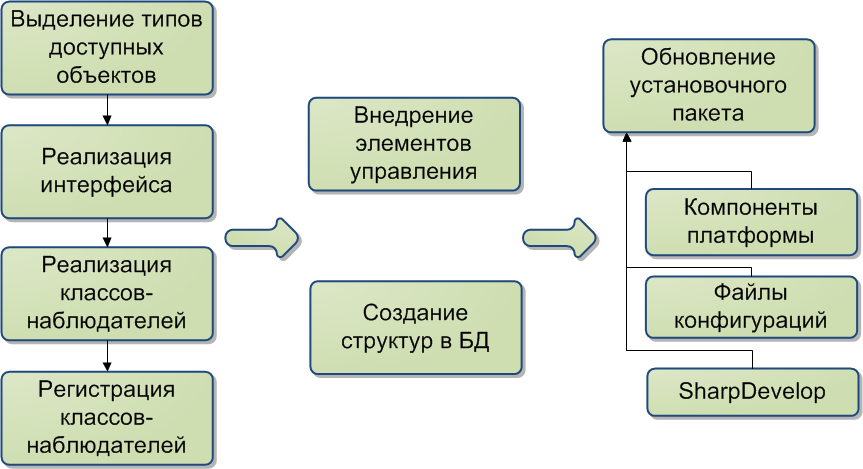 Выделение типов
доступных
объектов
Реализация
интерфейса
Реализация
классов-
наблюдателей
Регистрация
классов-
наблюдателей
Внедрение
элементов
управления
Создание
структур в БД
Обновление
установочного
пакета
Компоненты
платформы
Файлы
конфигураций
SharpDevelop